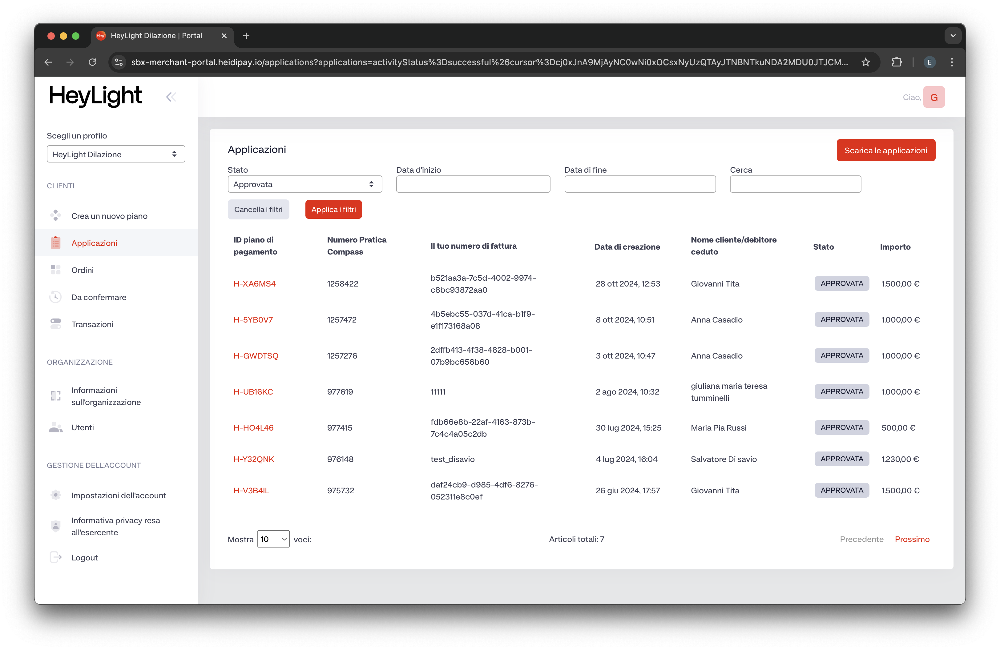 Hey
HeyLight Dilazione | Portal
sbx-merchant-portal.heidipay.io/applications?applications=activityStatus%3Dsuccessful%26cursor%3Dcj0xJnA9MjAyNC0wNi0xOCsxNyUzQTAyJTNBNTkuNDA2MDU0JTJCM...
E
HeyLight
Ciao, G
Scegli un profilo
HeyLight Dilazione
CLIENTI
Crea un nuovo piano
Applicazioni
Ordini
Da confermare
Transazioni
ORGANIZZAZIONE
Informazioni
sull'organizzazione
Utenti
GESTIONE DELL'ACCOUNT
Impostazioni dell'account
Informativa privacy resa
all'esercente
Logout
Applicazioni
Scarica le applicazioni
Stato Data d'inizio Data di fine Cerca
Approvata
Cancella i filtri Applica i filtri
ID piano di
pagamento
Numero Pratica
Compass
Il tuo numero di fattura
Data di creazione
Nome cliente/debitore
ceduto
Stato
Importo
H-XA6MS4
1258422
b521aa3a-7c5d-4002-9974-
c8bc93872aa0
28 ott 2024, 12:53
Giovanni Tita
APPROVATA
1.500,00 €
H-5YB0V7
1257472
4b5ebc55-037d-41ca-b1f9-
e1f173168a08
8 ott 2024, 10:51
Anna Casadio
APPROVATA
1.000,00 €
H-GWDTSQ
1257276
2dffb413-4f38-4828-b001-
07b9bc656b60
3 ott 2024, 10:47
Anna Casadio
APPROVATA
1.000,00 €
H-UB16KC
977619
11111
2 ago 2024, 10:32
giuliana maria teresa
tumminelli
APPROVATA
1.000,00 €
H-HO4L46
977415
fdb66e8b-22af-4163-873b-
7c4c4a05c2db
30 lug 2024, 15:25
Maria Pia Russi
APPROVATA
500,00 €
H-Y32QNK
976148
test_disavio
4 lug 2024, 16:04
Salvatore Di savio
APPROVATA
1.230,00 €
H-V3B4IL
975732
daf24cb9-d985-4df6-8276-
052311e8c0ef
26 giu 2024, 17:57
Giovanni Tita
APPROVATA
1.500,00 €
Mostra 10 voci:
Articoli totali: 7
Precedente Prossimo